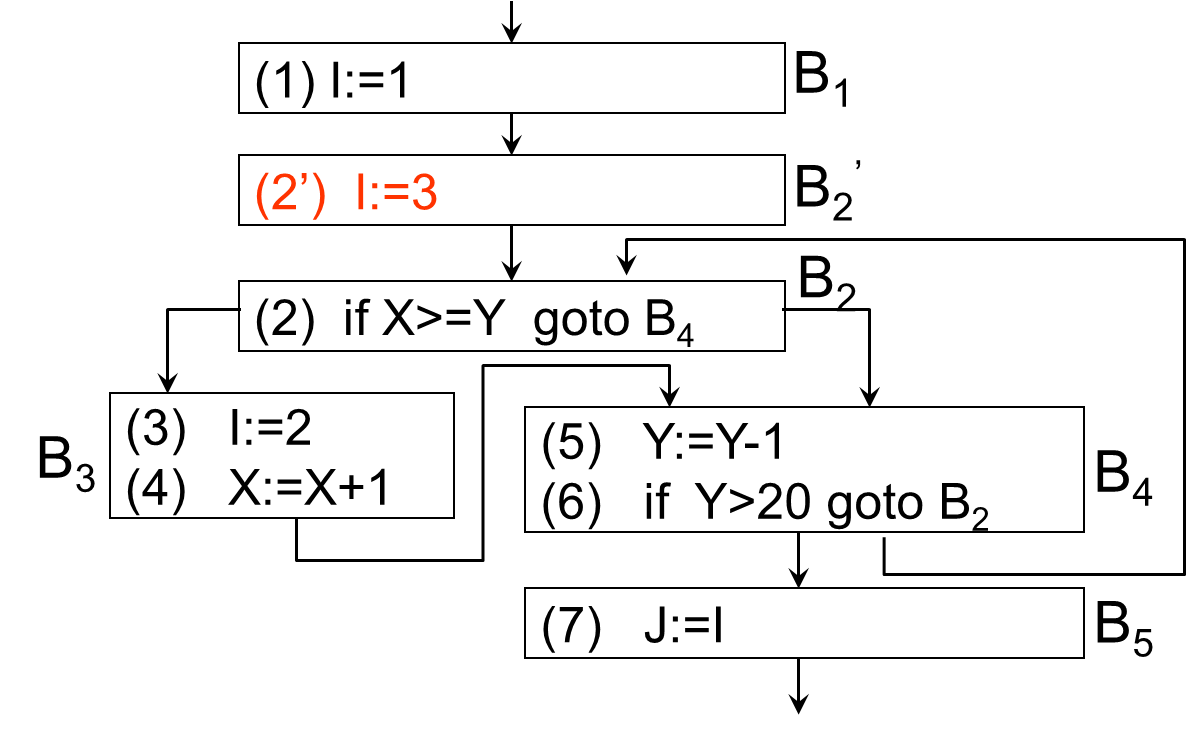 (1) I:=1 B₁
(2’) I:=3 B₂’
B₂
(2) if X>=Y goto B₄
(3) I:=2
(4) X:=X+1
B₃
(5) Y:=Y-1
(6) if Y>20 goto B₂
B₄
(7) J:=I B₅